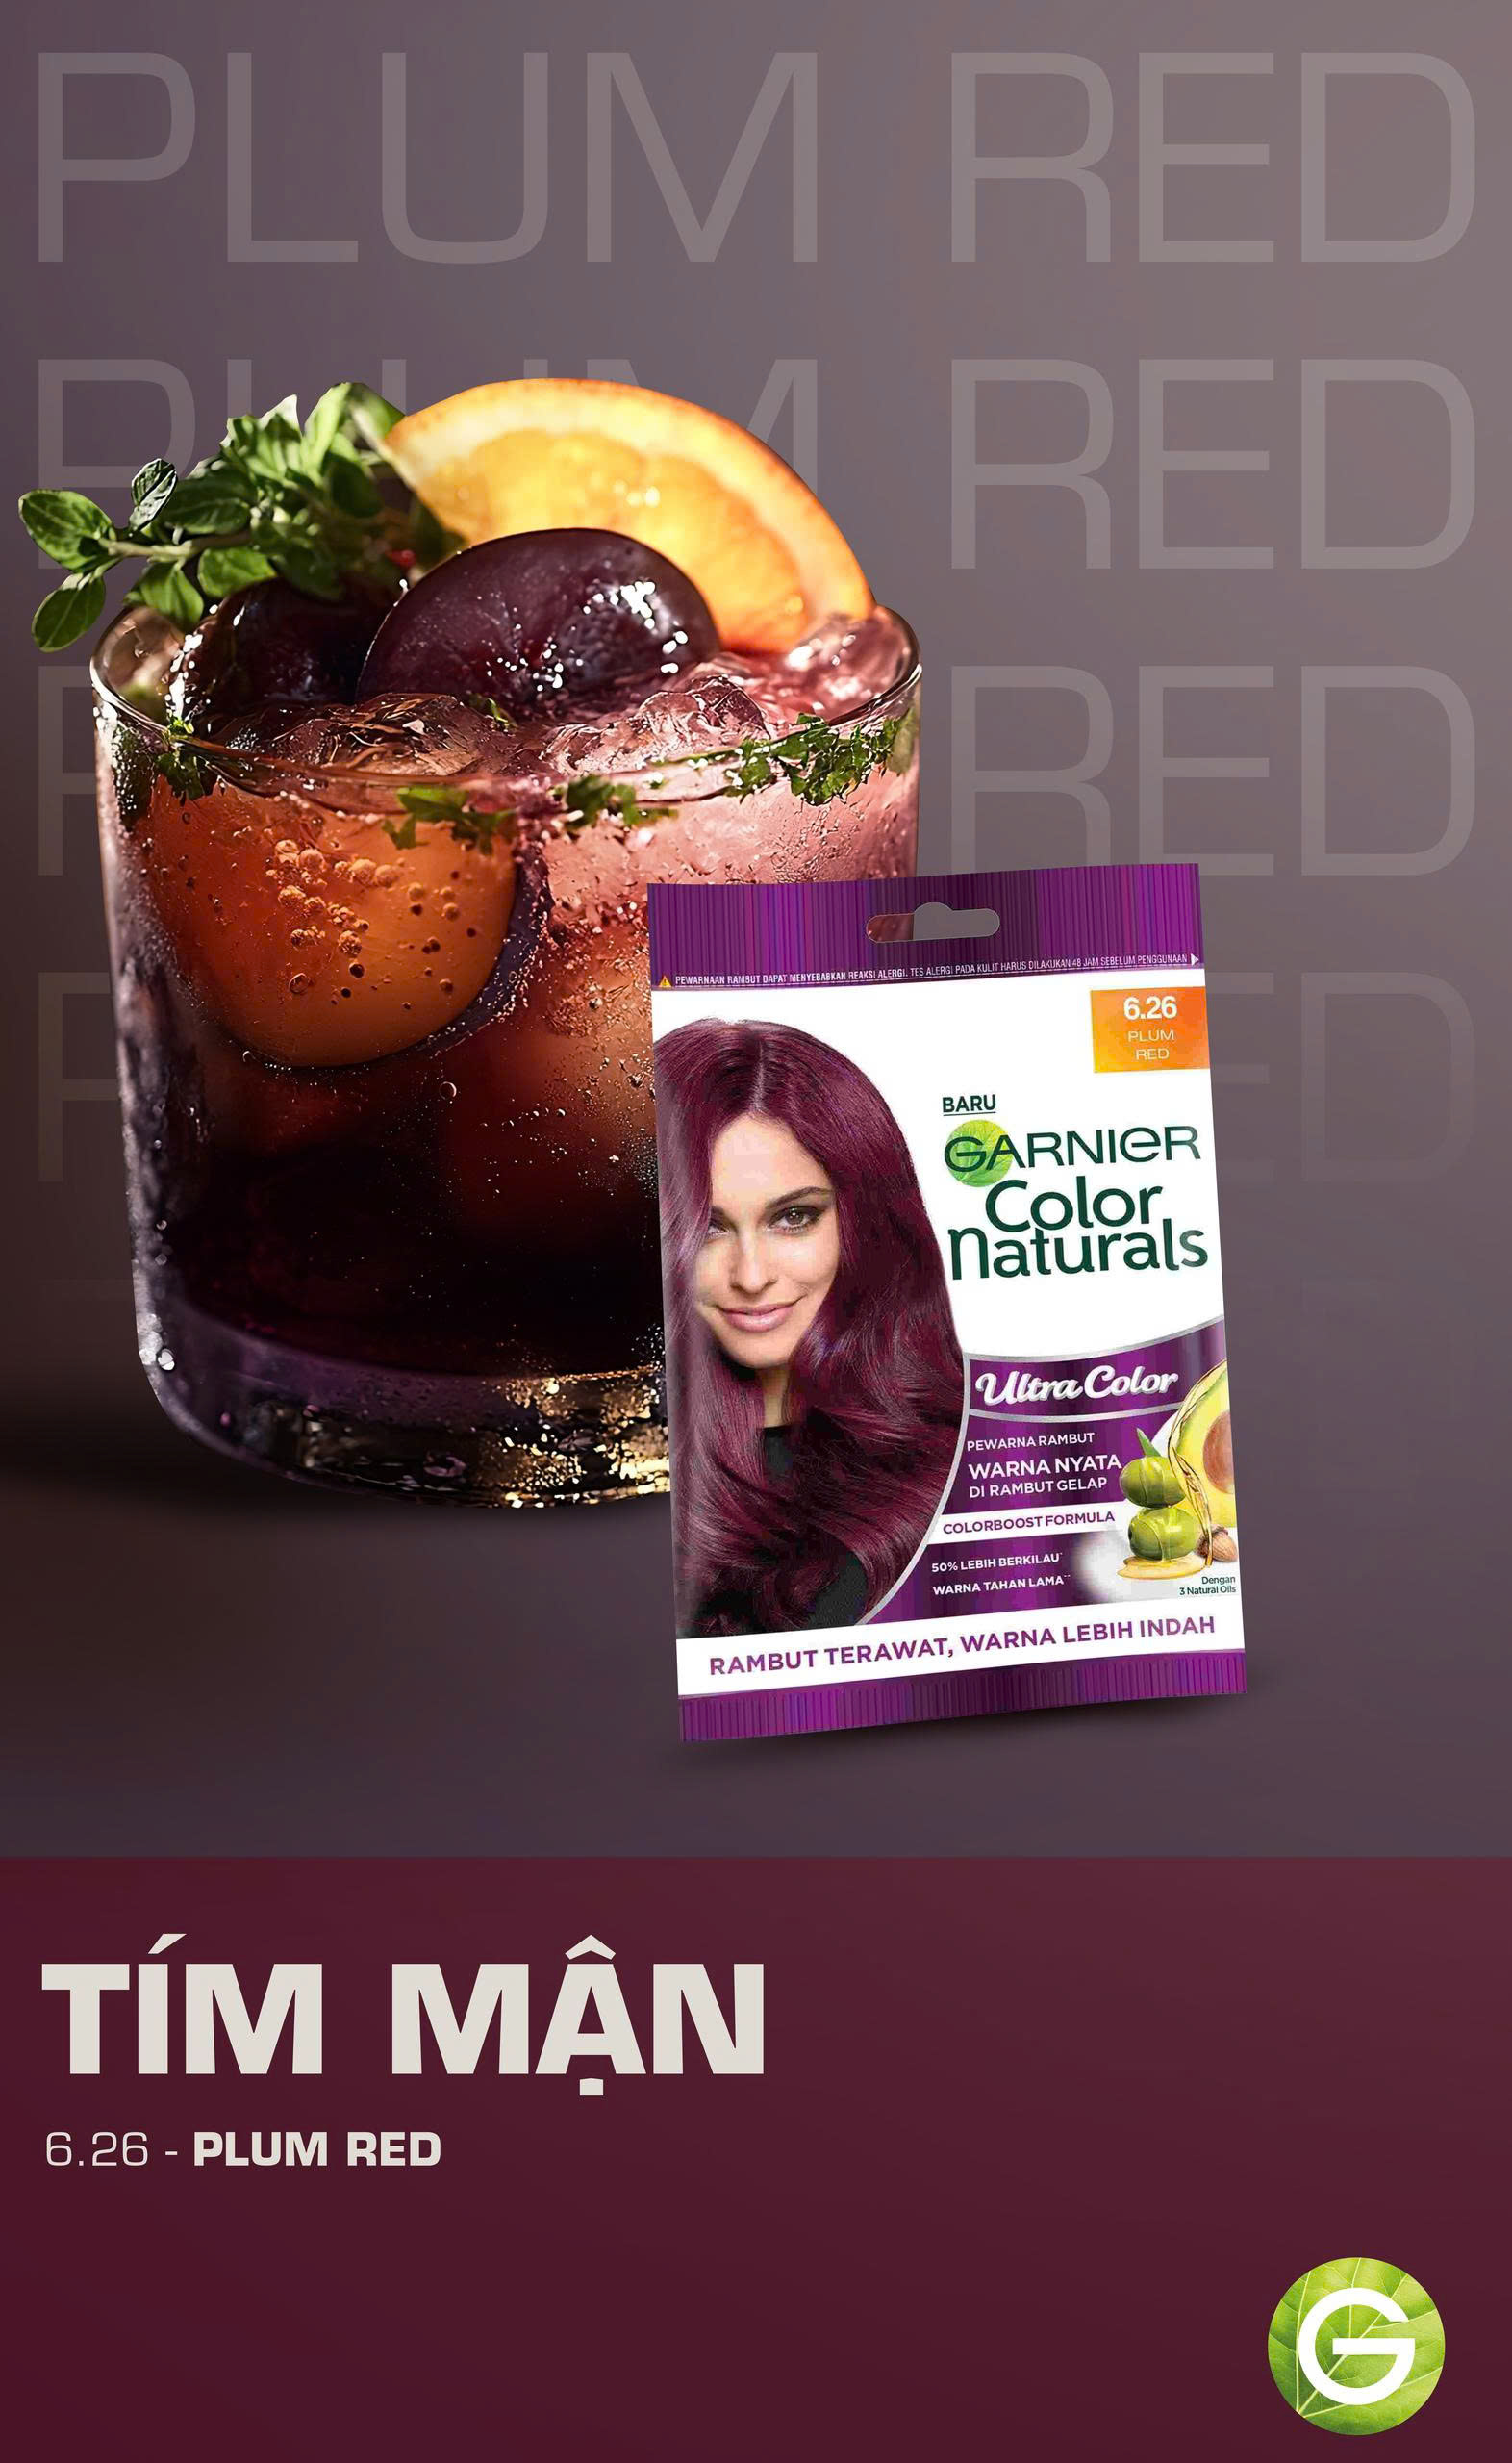 PLUM RED
PLUM RED
RED
RED
PEWARNAAN RAMBUT DAPAT MENYEBABKAN REAKSI ALERGI. TES ALERGI PADA KULIT HARUS DILAKUKAN 48 JAM SEBELUM PENGGUNAAN
6.26
PLUM
RED
BARU
GARNIER
Color
Naturals
Ultra Color
PEWARNA RAMBUT
WARNA NYATA
DI RAMBUT GELAP
COLORBOOST FORMULA
50% LEBIH BERKILAU*
WARNA TAHAN LAMA**
Dengan
3 Natural Oils
RAMBUT TERAWAT, WARNA LEBIH INDAH
TÍM MẬN
6.26 - PLUM RED
G